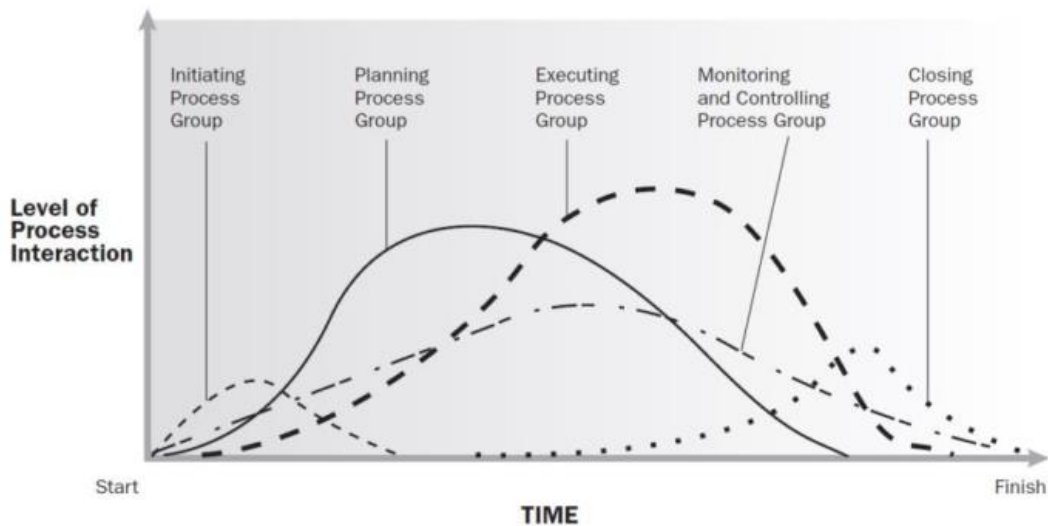 Initiating
Process
Group
Planning
Process
Group
Executing
Process
Group
Monitoring
and Controlling
Process Group
Closing
Process
Group
Level of
Process
Interaction
Start
Finish
TIME